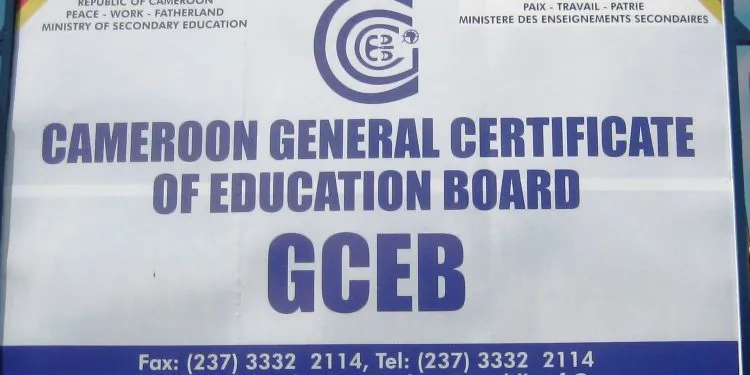 REPUBLIC OF CAMEROON
PEACE - WORK - FATHERLAND
MINISTRY OF SECONDARY EDUCATION
PAIX - TRAVAIL - PATRIE
MINISTERE DES ENSEIGNEMENTS SECONDAIRES
CAMEROON GENERAL CERTIFICATE
OF EDUCATION BOARD
GCEB
Fax: (237) 3332 2114, Tel: (237) 3332 2114